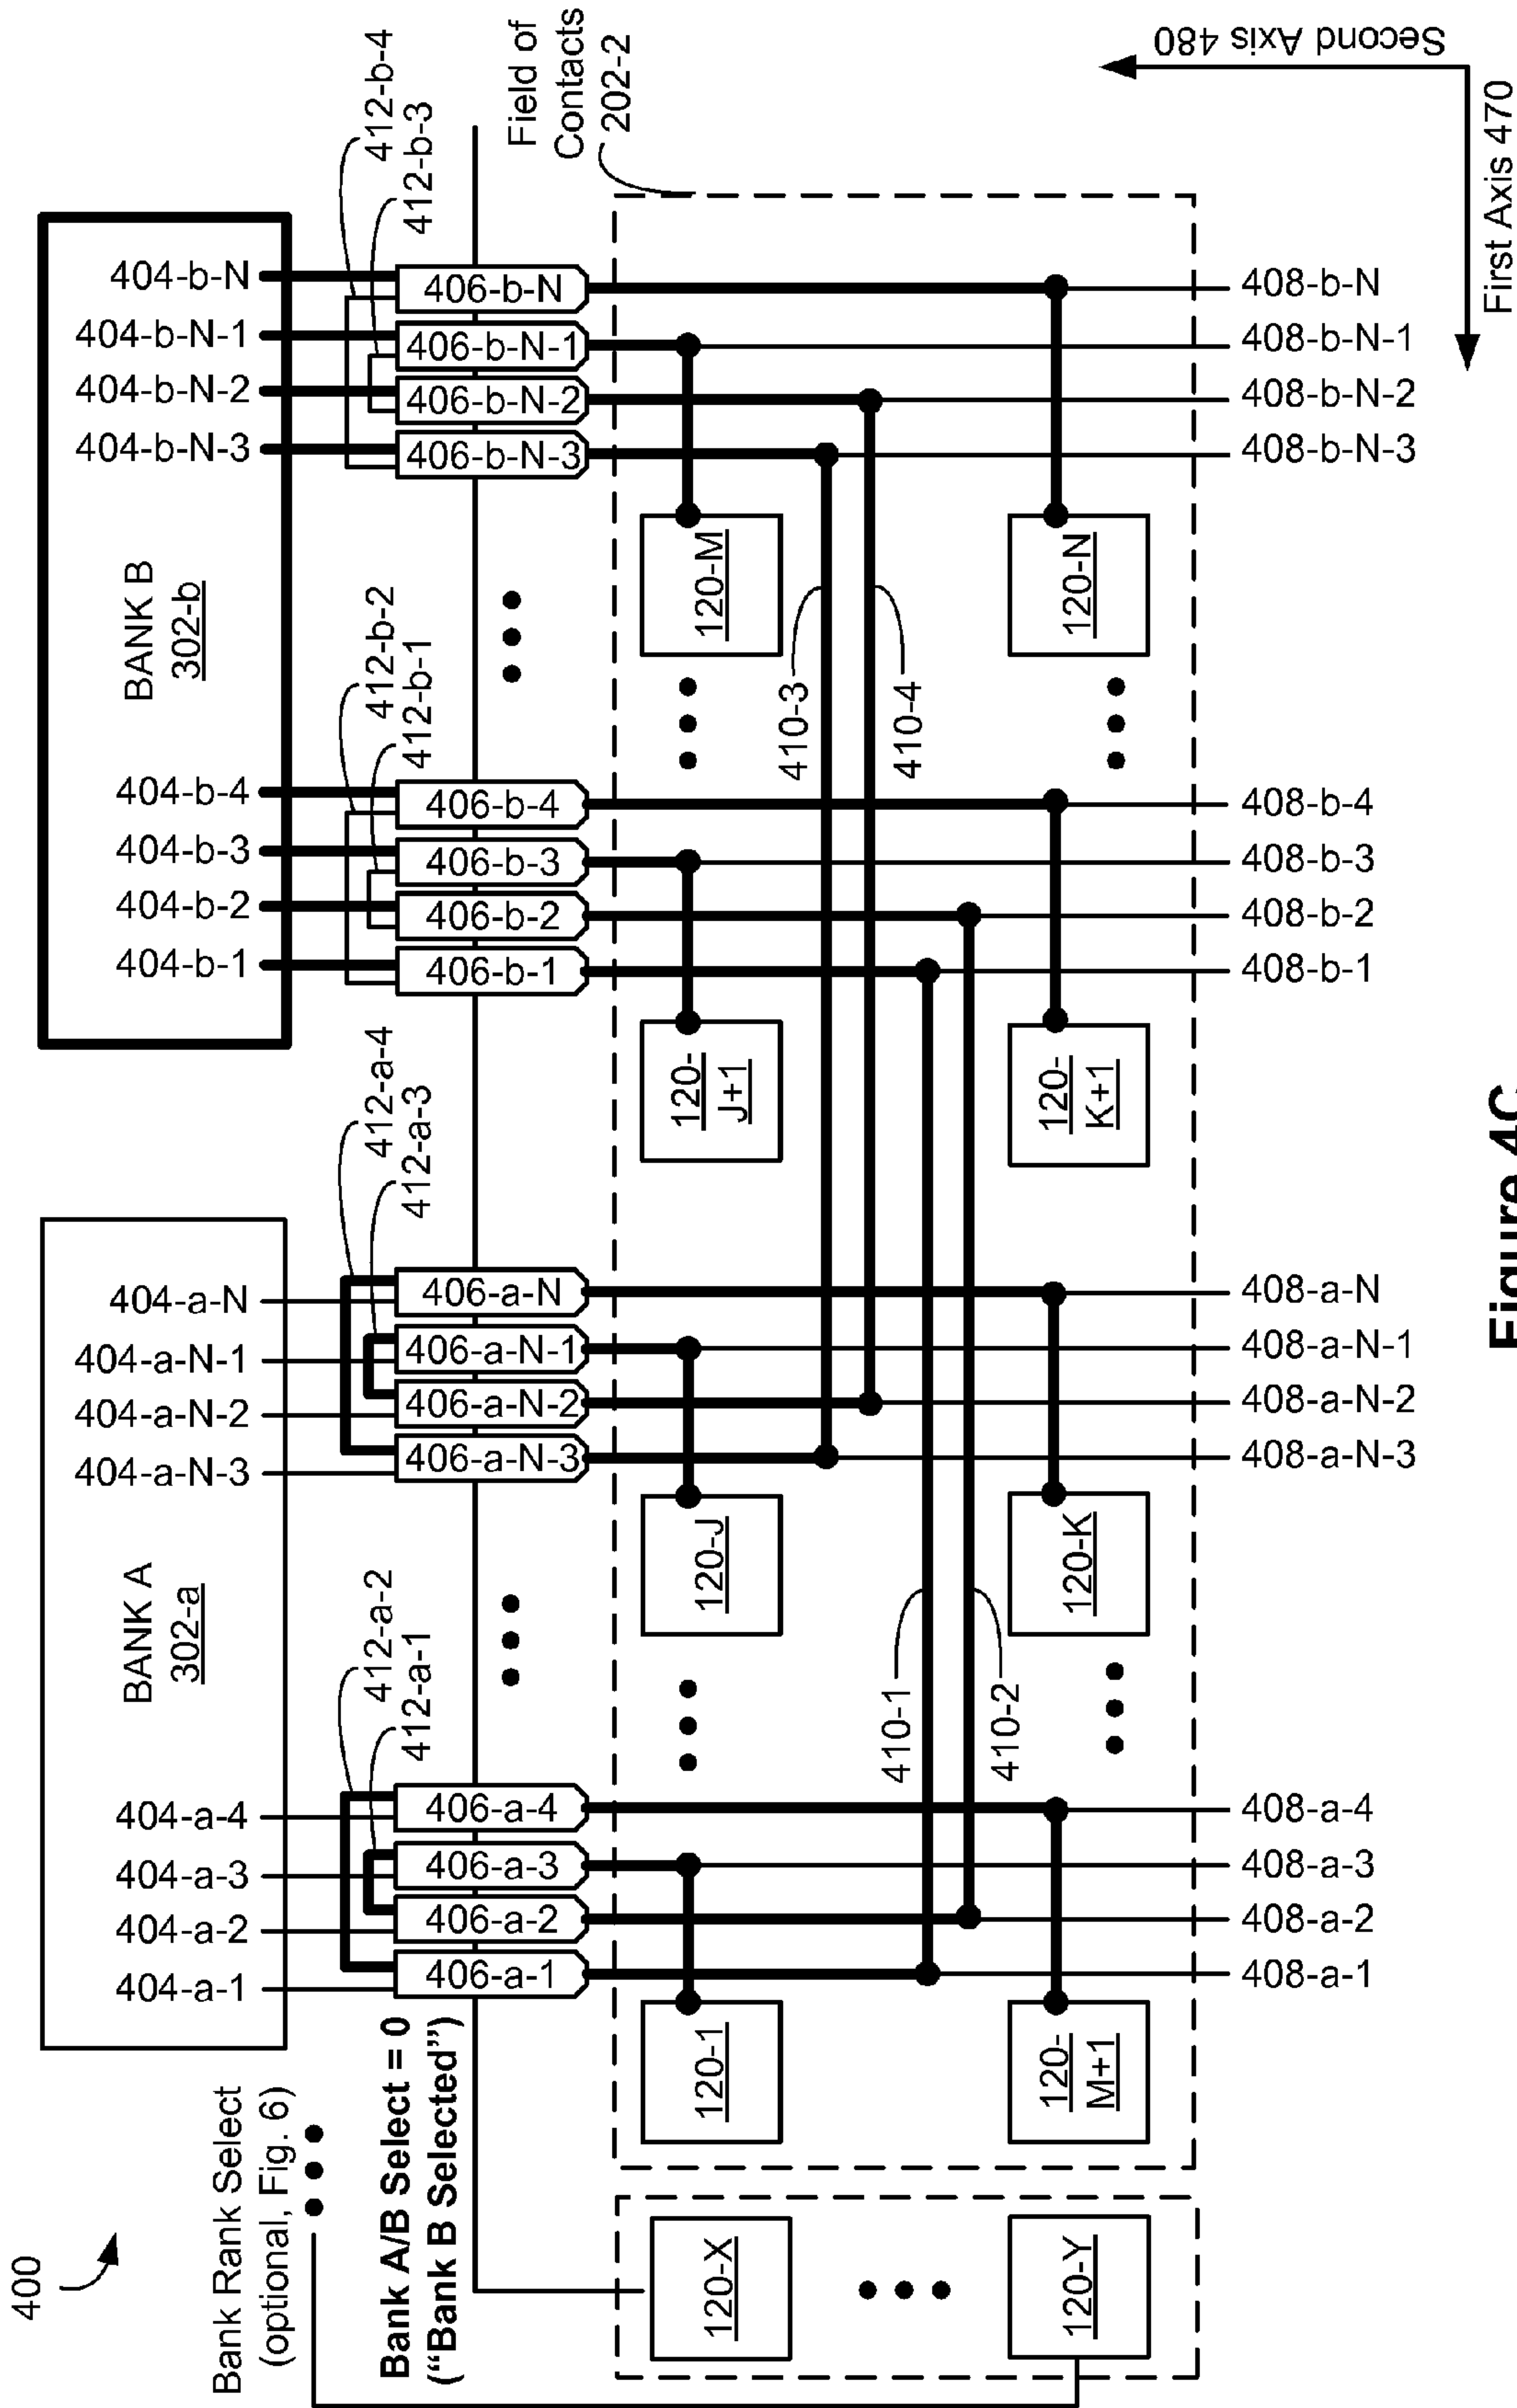 400
Bank Rank Select
(optional, Fig. 6)
Bank A/B Select = 0
("Bank B Selected")
BANK A
302-a
BANK B
302-b
404-a-1
404-a-2
404-a-3
404-a-4
404-a-N-3
404-a-N-2
404-a-N-1
404-a-N
404-b-1
404-b-2
404-b-3
404-b-4
404-b-N-3
404-b-N-2
404-b-N-1
404-b-N
412-a-2
412-a-1
412-a-4
412-a-3
412-b-2
412-b-1
412-b-4
412-b-3
406-a-1
406-a-2
406-a-3
406-a-4
406-a-N-3
406-a-N-2
406-a-N-1
406-a-N
406-b-1
406-b-2
406-b-3
406-b-4
406-b-N-3
406-b-N-2
406-b-N-1
406-b-N
Field of
Contacts
202-2
120-X
120-1
120-J
120-
J+1
120-M
410-1
410-2
410-3
410-4
120-Y
120-
M+1
120-K
120-
K+1
120-N
408-a-1
408-a-2
408-a-3
408-a-4
408-a-N-3
408-a-N-2
408-a-N-1
408-a-N
408-b-1
408-b-2
408-b-3
408-b-4
408-b-N-3
408-b-N-2
408-b-N-1
408-b-N
Second Axis 480
First Axis 470
Figure 4C